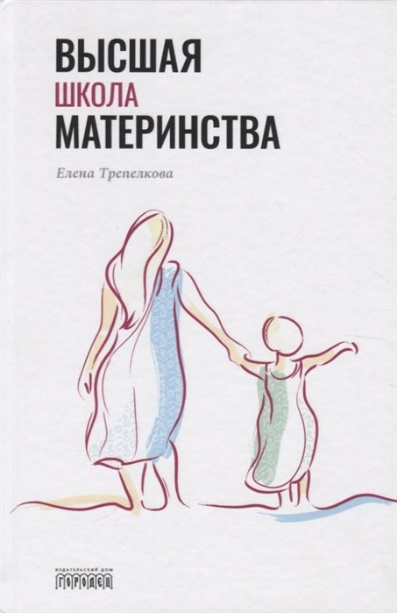 ВЫСШАЯ
ШКОЛА
МАТЕРИНСТВА
Елена Трепелкова
ИЗДАТЕЛЬСКИЙ ДОМ
ГОРОДЕЦ